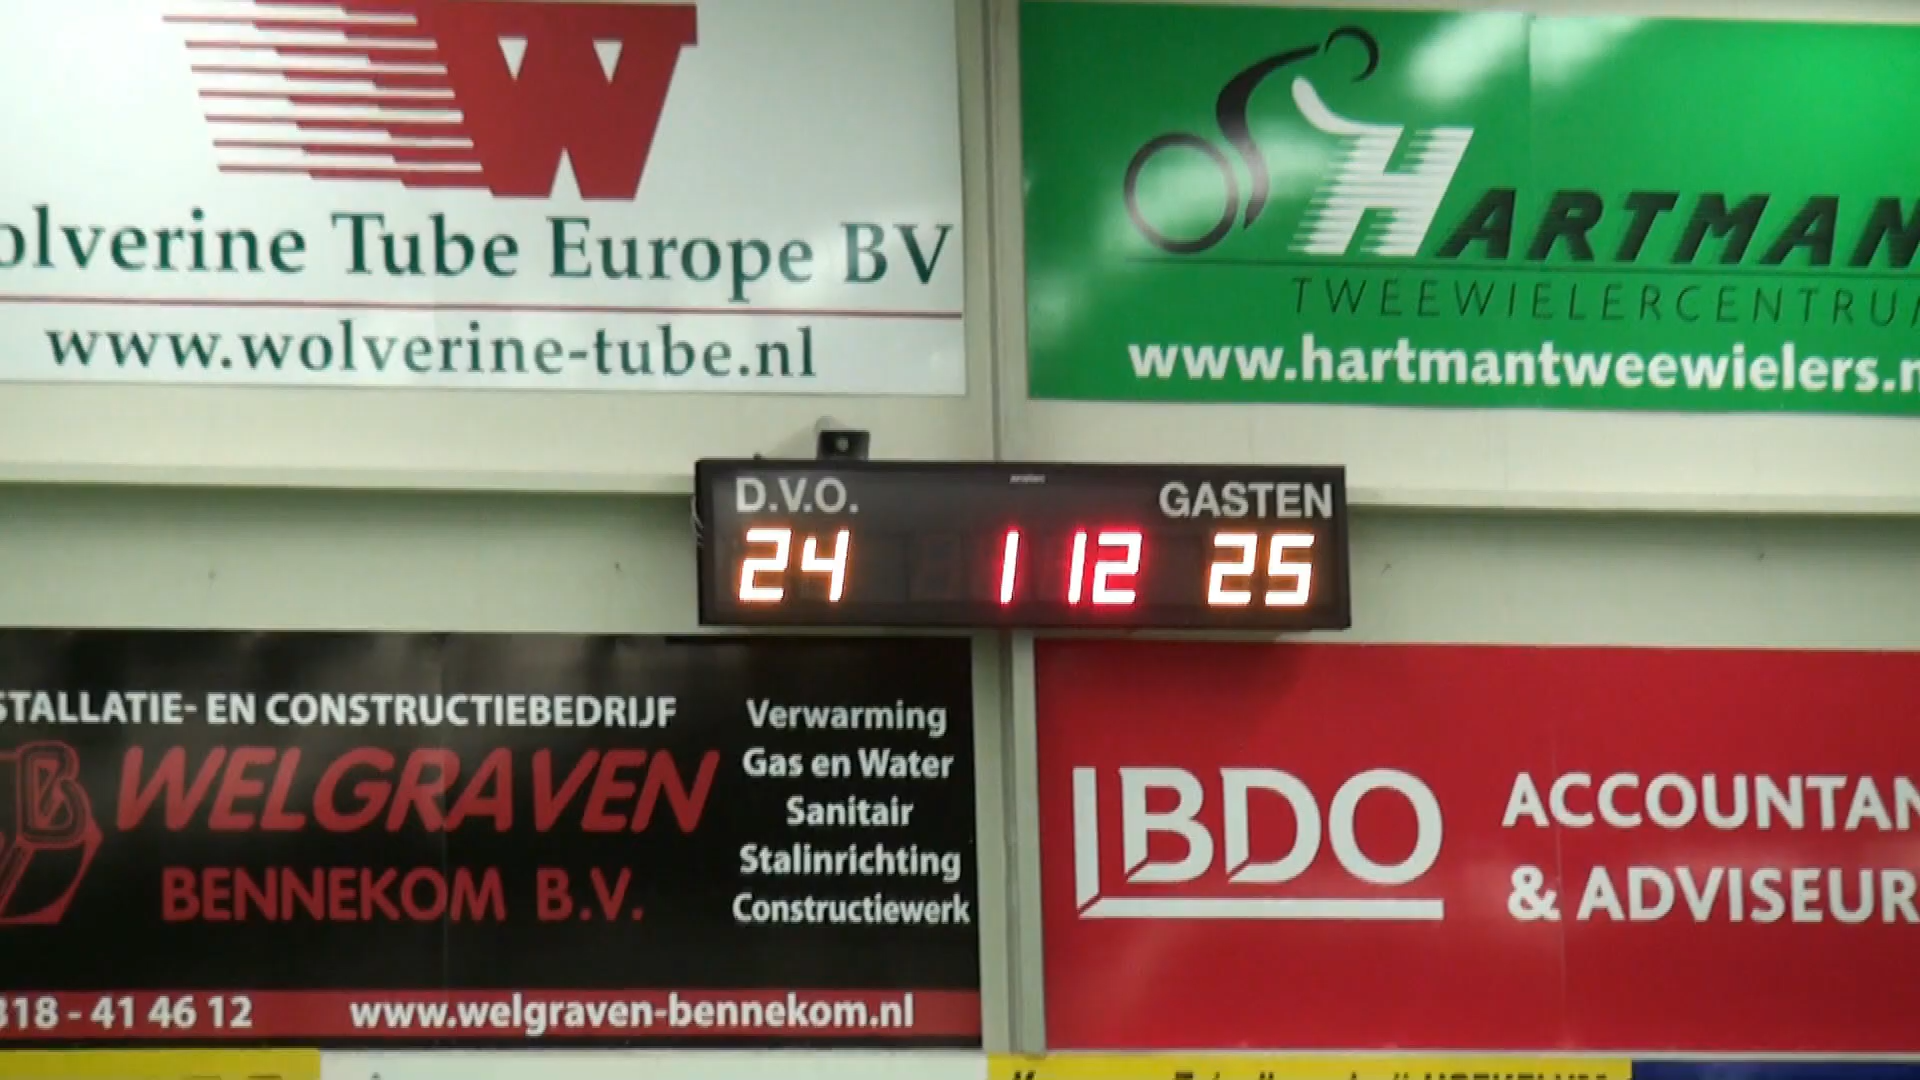 W
olverine Tube Europe BV
www.wolverine-tube.nl
HARTMAN
TWEEWIELERCENTRU
www.hartmantweewielers.n
D.V.O. GASTEN
24 1 12 25
STALLATIE- EN CONSTRUCTIEBEDRIJF
WELGRAVEN
BENNEKOM B.V.
Verwarming
Gas en Water
Sanitair
Stalinrichting
Constructiewerk
318 - 41 46 12 www.welgraven-bennekom.nl
BDO
ACCOUNTAN
& ADVISEUR